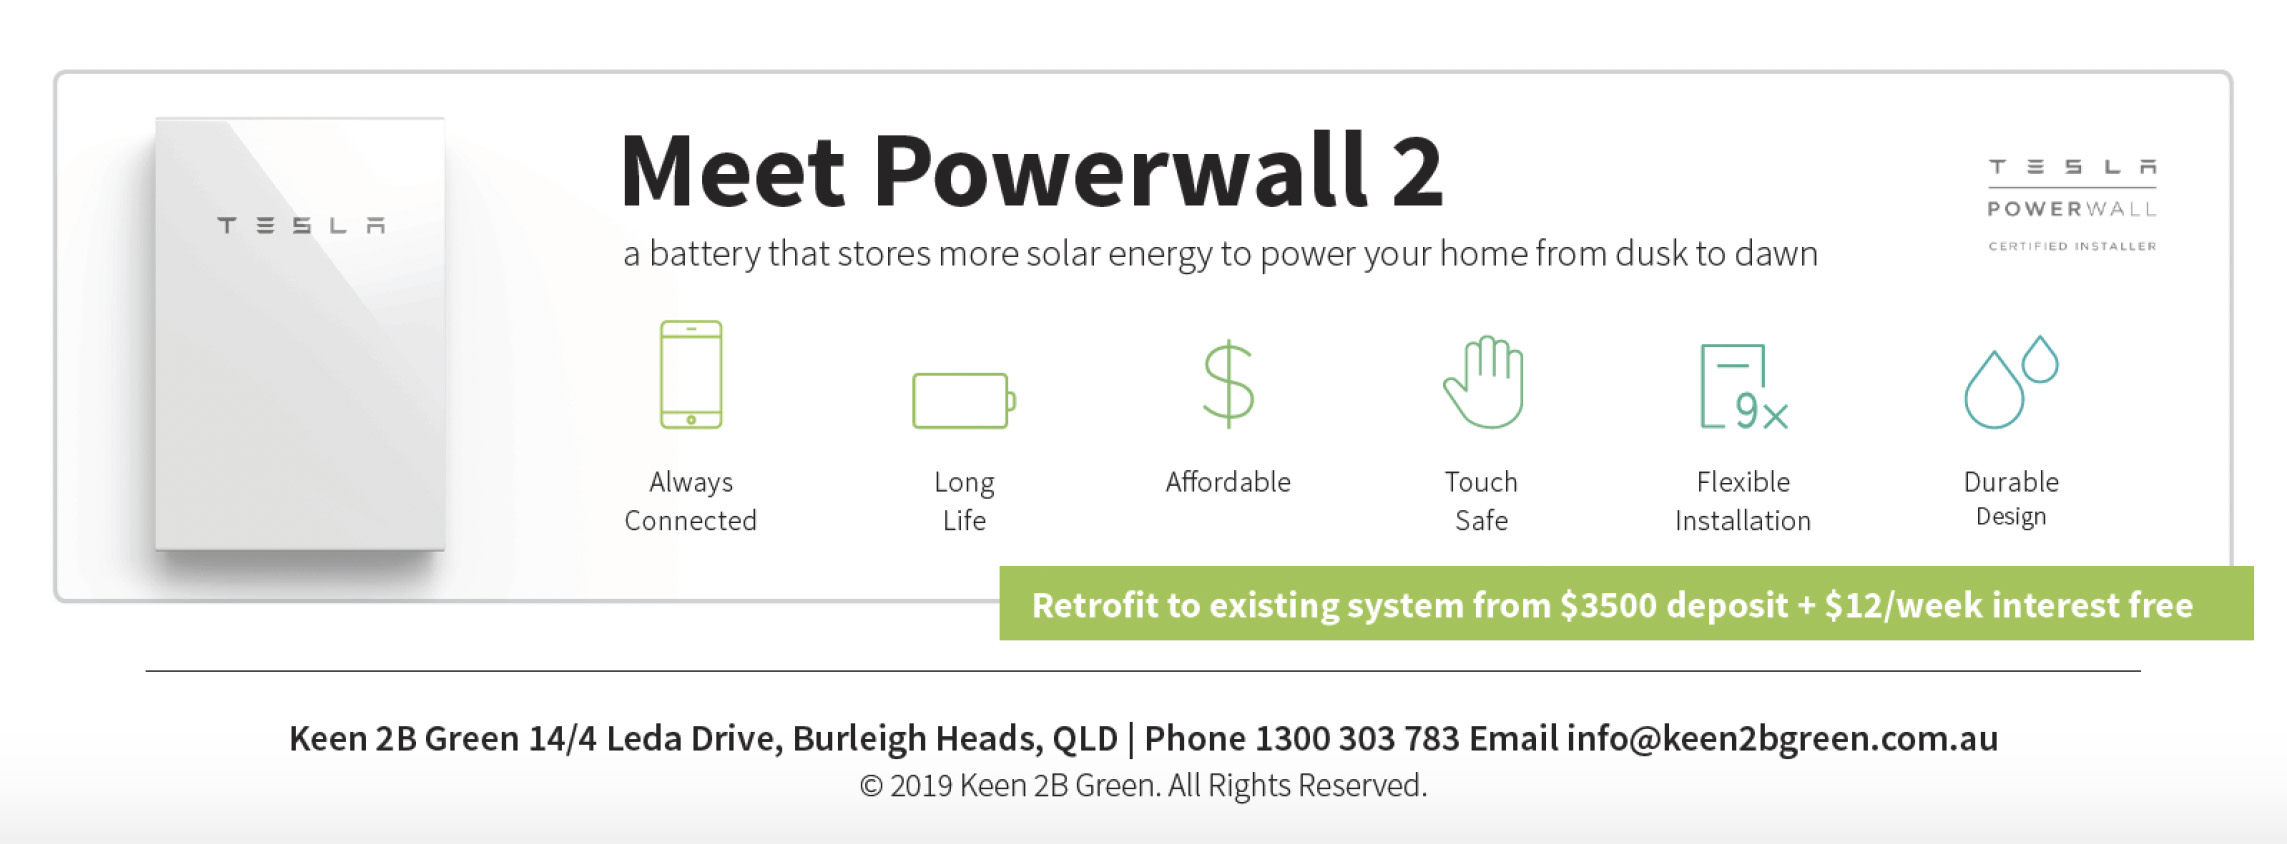 TESLA
Meet Powerwall 2
a battery that stores more solar energy to power your home from dusk to dawn
TESLA
POWERWALL
CERTIFIED INSTALLER
9x
Always
Connected
Long
Life
Affordable
Touch
Safe
Flexible
Installation
Durable
Design
Retrofit to existing system from $3500 deposit + $12/week interest free
Keen 2B Green 14/4 Leda Drive, Burleigh Heads, QLD | Phone 1300 303 783 Email info@keen2bgreen.com.au
© 2019 Keen 2B Green. All Rights Reserved.